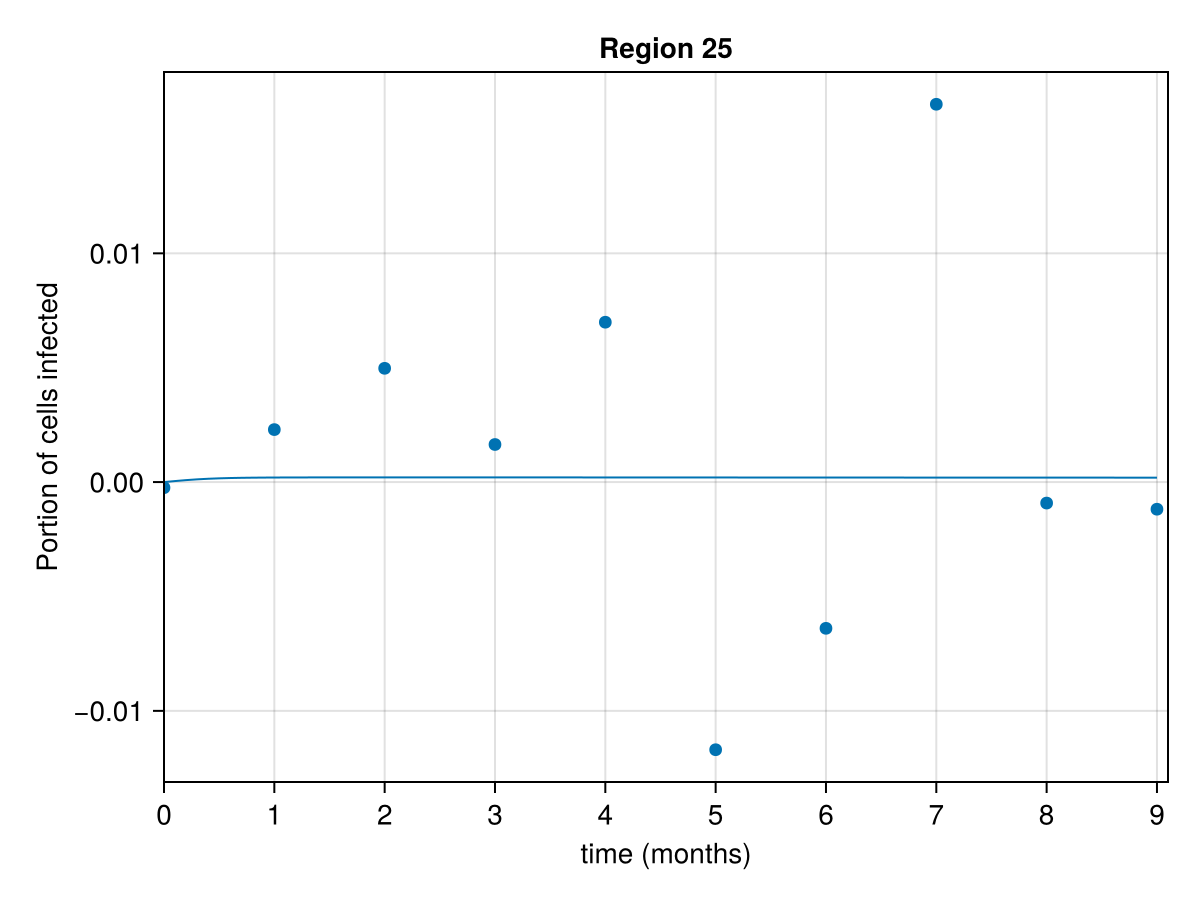 Region 25
Portion of cells infected
0.01
0.00
−0.01
0 1 2 3 4 5 6 7 8 9
time (months)